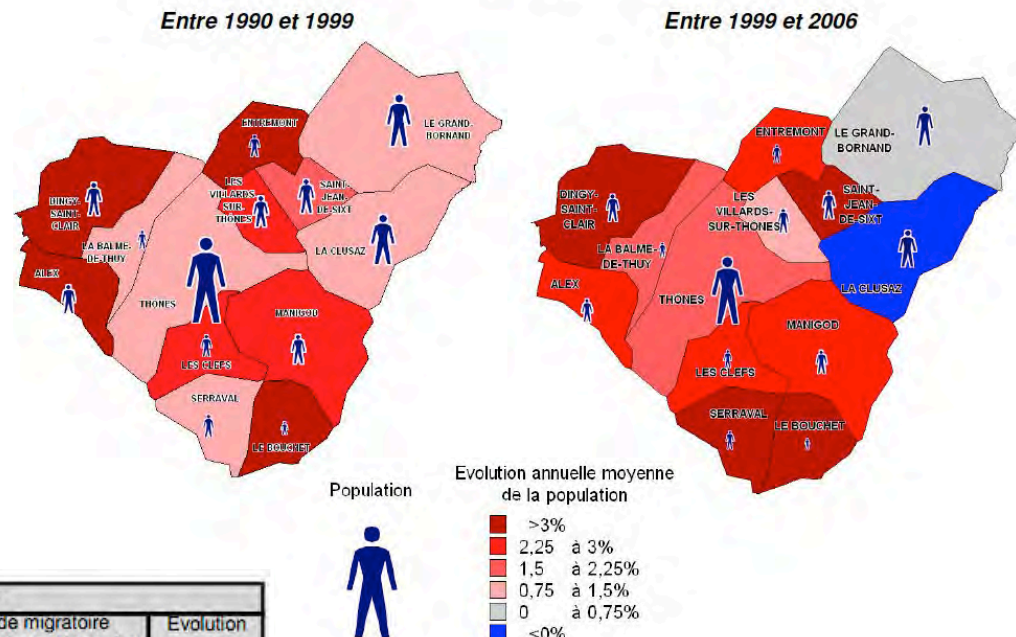 Entre 1990 et 1999
ENTREMONT
LE GRAND-
BORNAND
LES
VILLARDS-
SUR-
THONES
SAINT-
JEAN-
DE-SIXT
DINGY-
SAINT-
CLAIR
LA BALME-
DE-THUY
LA CLUSAZ
ALEX
THONES
MANIGOD
LES CLEFS
SERRAVAL
LE BOUCHET
Entre 1999 et 2006
ENTREMONT
LE GRAND-
BORNAND
DINGY-
SAINT-
CLAIR
LES
VILLARDS-
SUR-THONES
SAINT-
JEAN-
DE-SIXT
LA BALME-
DE-THUY
ALEX
THONES
LA CLUSAZ
MANIGOD
LES CLEFS
SERRAVAL
LE BOUCHET
Population
Evolution annuelle moyenne
de la population
>3%
2,25 à 3%
1,5 à 2,25%
0,75 à 1,5%
0 à 0,75%
<0%
de migratoire
Evolution